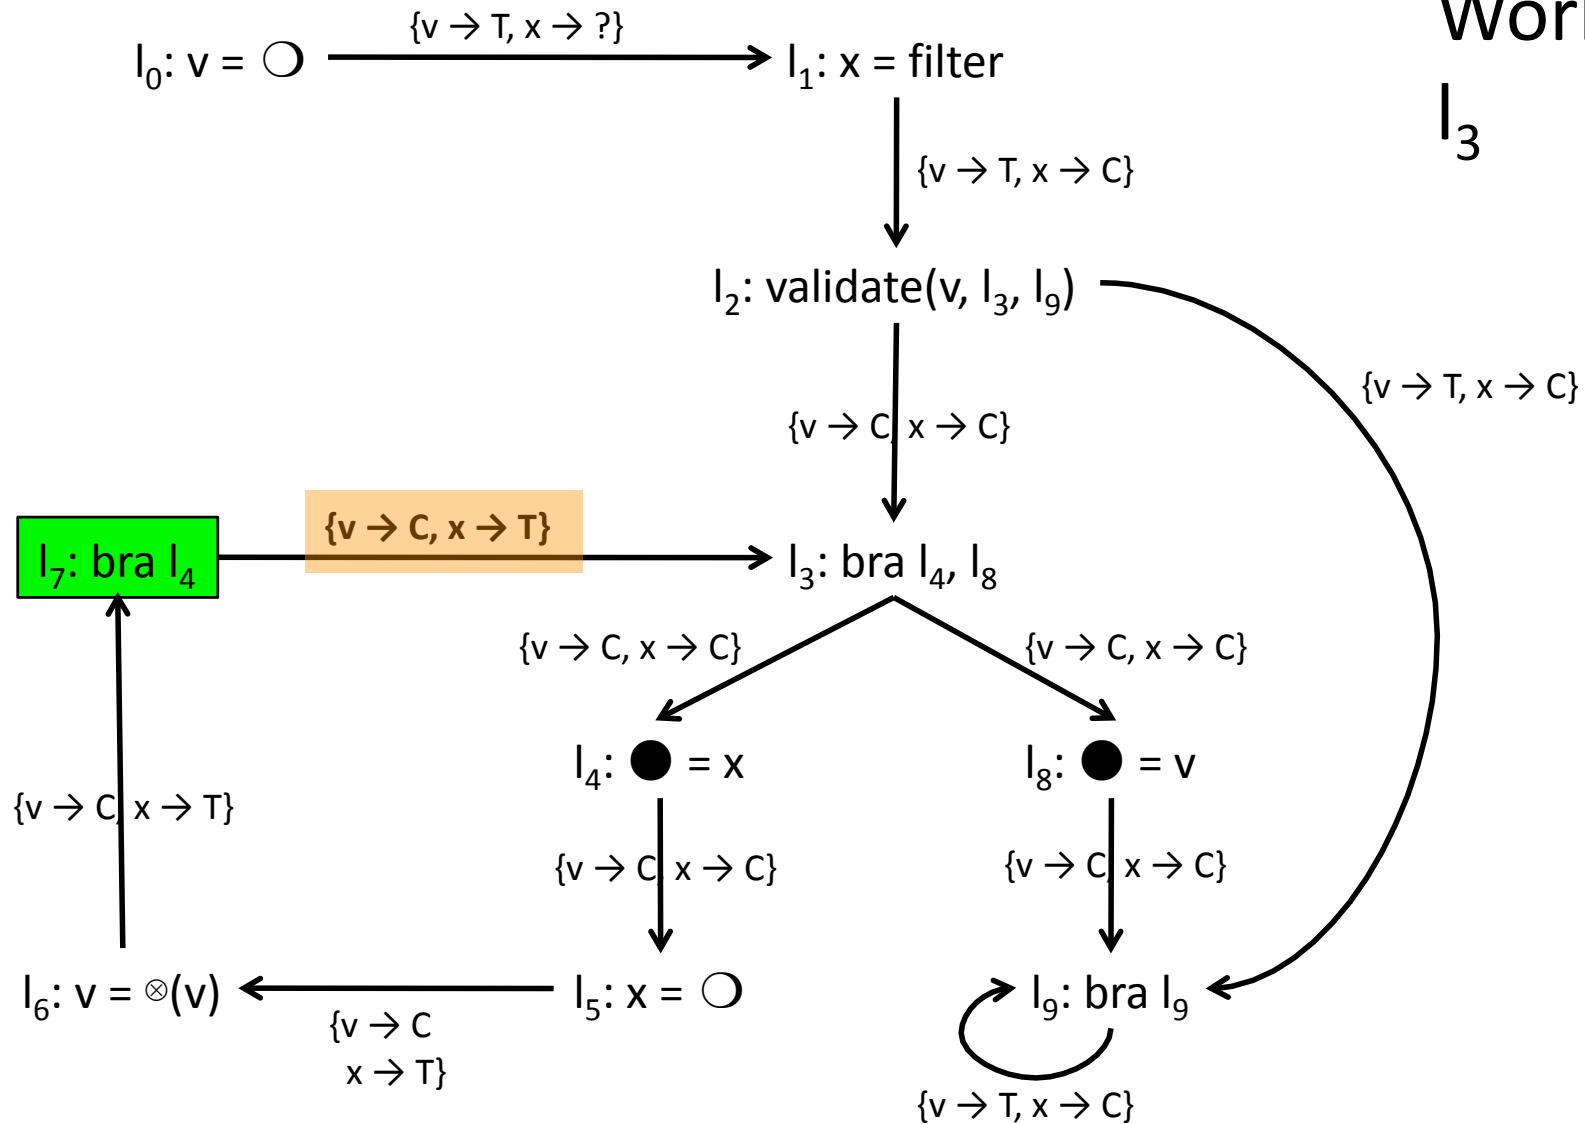 Worl
l₃
{v → T, x → ?}
l₀: v = ❍
l₁: x = filter
{v → T, x → C}
l₂: validate(v, l₃, l₉)
{v → T, x → C}
{v → C, x → C}
{v → C, x → T}
l₇: bra l₄
l₃: bra l₄, l₈
{v → C, x → C}
{v → C, x → C}
l₄: ● = x
l₈: ● = v
{v → C, x → T}
{v → C, x → C}
{v → C, x → C}
l₆: v = ⊗(v)
l₅: x = ❍
l₉: bra l₉
{v → C
x → T}
{v → T, x → C}